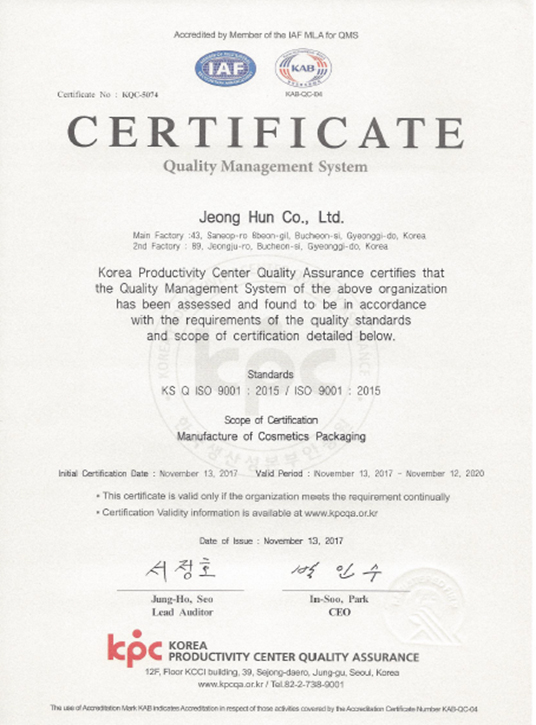 Accredited by Member of the IAF MLA for QMS
IAF
KAB
KAB-QC-04
Certificate No : KQC-5074
CERTIFICATE
Quality Management System
Jeong Hun Co., Ltd.
Main Factory :43, Saneop-ro 8beon-gil, Bucheon-si, Gyeonggi-do, Korea
2nd Factory : 89, Jeongju-ro, Bucheon-si, Gyeonggi-do, Korea
Korea Productivity Center Quality Assurance certifies that
the Quality Management System of the above organization
has been assessed and found to be in accordance
with the requirements of the quality standards
and scope of certification detailed below.
kpc
Standards
KS Q ISO 9001 : 2015 / ISO 9001 : 2015
Scope of Certification
Manufacture of Cosmetics Packaging
Initial Certification Date : November 13, 2017 Valid Period : November 13, 2017 - November 12, 2020
• This certificate is valid only if the organization meets the requirement continually
• Certification Validity information is available at www.kpcqa.or.kr
Date of Issue : November 13, 2017
서정호
인수
Jung-Ho, Seo
Lead Auditor
In-Soo, Park
CEO
kpc KOREA
PRODUCTIVITY CENTER QUALITY ASSURANCE
12F, Floor KCCI building, 39, Sejong-daero, Jung-gu, Seoul, Korea
www.kpcqa.or.kr / Tel.82-2-738-9001
The use of Accreditation Mark KAB indicates Accreditation in respect of those activities covered by the Accreditation Certificate Number KAB-QC-04